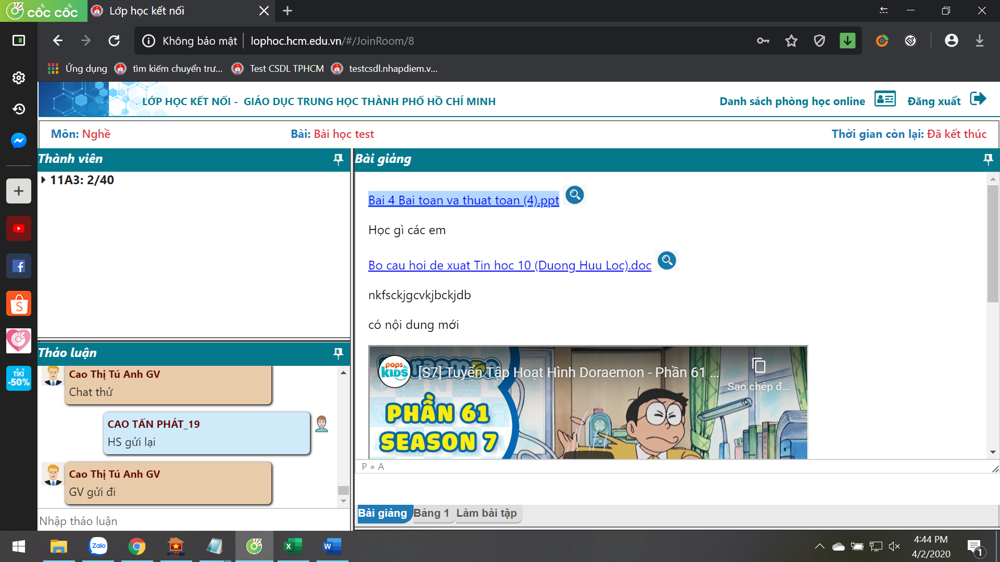 cốc cốc
Lớp học kết nối
Không bảo mật
lophoc.hcm.edu.vn/#/JoinRoom/8
Ứng dụng
tìm kiếm chuyển trư...
Test CSDL TPHCM
testcsdl.nhapdiem.v...
LỚP HỌC KẾT NỐI - GIÁO DỤC TRUNG HỌC THÀNH PHỐ HỒ CHÍ MINH
Danh sách phòng học online
Đăng xuất
Môn: Nghề
Bài: Bài học test
Thời gian còn lại: Đã kết thúc
Thành viên
11A3: 2/40
Thảo luận
Cao Thị Tú Anh GV
Chat thử
CAO TẤN PHÁT_19
HS gửi lại
Cao Thị Tú Anh GV
GV gửi đi
Nhập thảo luận
Bài giảng
Bai 4 Bai toan va thuat toan (4).ppt
Học gì các em
Bo cau hoi de xuat Tin hoc 10 (Duong Huu Loc).doc
nkfsckjgcvkjbckjdb
có nội dung mới
POPS KIDS
[S7] Tuyển Tập Hoạt Hình Doraemon - Phần 61 ...
Sao chép đ...
PHẦN 61
SEASON 7
P » A
Bài giảng
Bảng 1
Làm bài tập
TIKI
-50%
Zalo
4:44 PM
4/2/2020
1